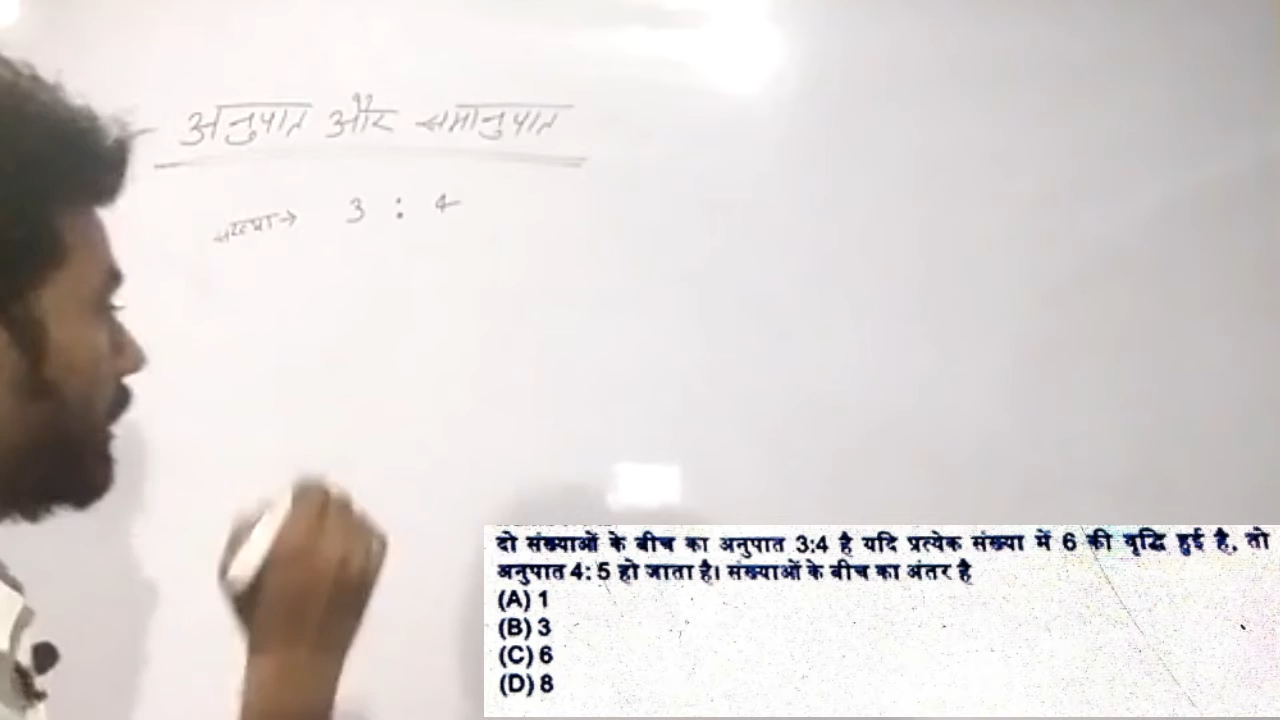 अनुपात और समानुपात
संख्या→ 3 : 4
दो संख्याओं के बीच का अनुपात 3:4 है यदि प्रत्येक संख्या में 6 की वृद्धि हुई है, तो
अनुपात 4: 5 हो जाता है। संख्याओं के बीच का अंतर है
(A) 1
(B) 3
(C) 6
(D) 8